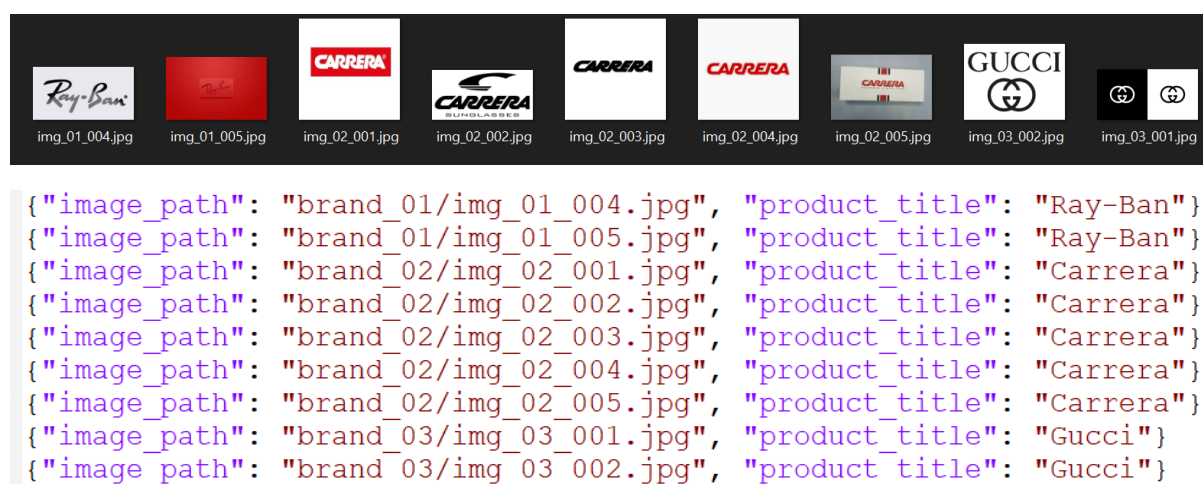 Ray-Ban
Ray-Ban
CARRERA
CARRERA
SUNGLASSES
CARRERA
CARRERA
CARRERA
GUCCI
img_01_004.jpg
img_01_005.jpg
img_02_001.jpg
img_02_002.jpg
img_02_003.jpg
img_02_004.jpg
img_02_005.jpg
img_03_002.jpg
img_03_001.jpg
{"image_path": "brand_01/img_01_004.jpg", "product_title": "Ray-Ban"}
{"image_path": "brand_01/img_01_005.jpg", "product_title": "Ray-Ban"}
{"image_path": "brand_02/img_02_001.jpg", "product_title": "Carrera"}
{"image_path": "brand_02/img_02_002.jpg", "product_title": "Carrera"}
{"image_path": "brand_02/img_02_003.jpg", "product_title": "Carrera"}
{"image_path": "brand_02/img_02_004.jpg", "product_title": "Carrera"}
{"image_path": "brand_02/img_02_005.jpg", "product_title": "Carrera"}
{"image_path": "brand_03/img_03_001.jpg", "product_title": "Gucci"}
{"image_path": "brand_03/img_03_002.jpg", "product_title": "Gucci"}